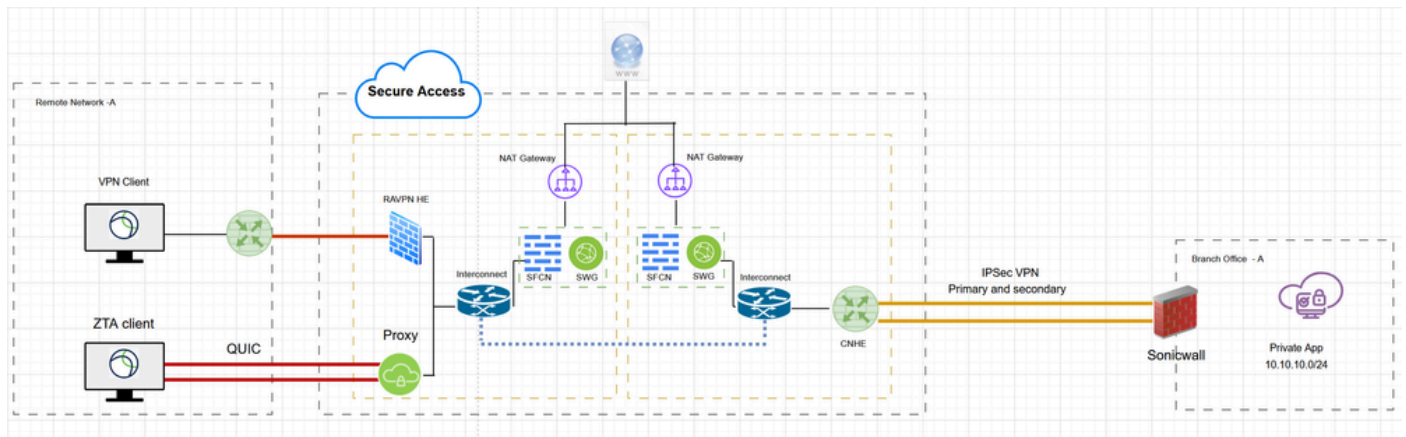 WWW
Secure Access
Remote Network -A
VPN Client
ZTA client
QUIC
RAVPN HE
Proxy
Interconnect
NAT Gateway
SFCN
SWG
NAT Gateway
SFCN
SWG
Interconnect
CNHE
IPSec VPN
Primary and secondary
Sonicwall
Branch Office - A
Private App
10.10.10.0/24